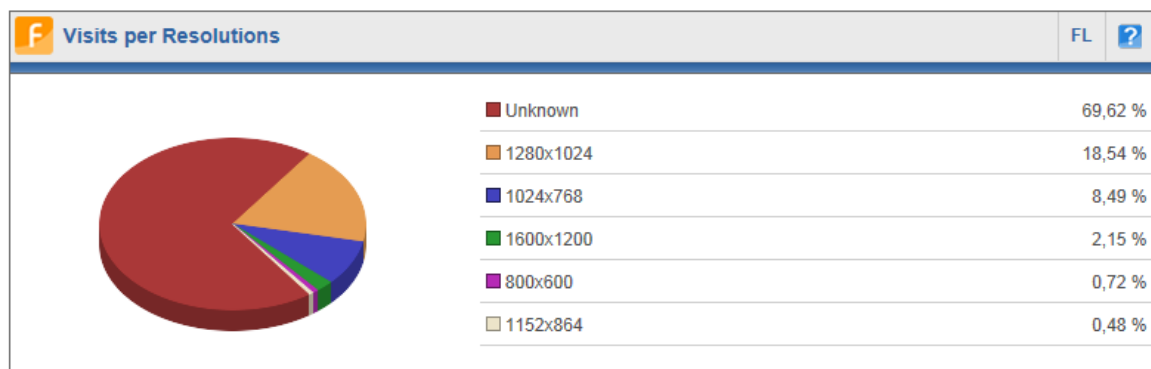 F Visits per Resolutions FL ?
Unknown 69,62 %
1280x1024 18,54 %
1024x768 8,49 %
1600x1200 2,15 %
800x600 0,72 %
1152x864 0,48 %